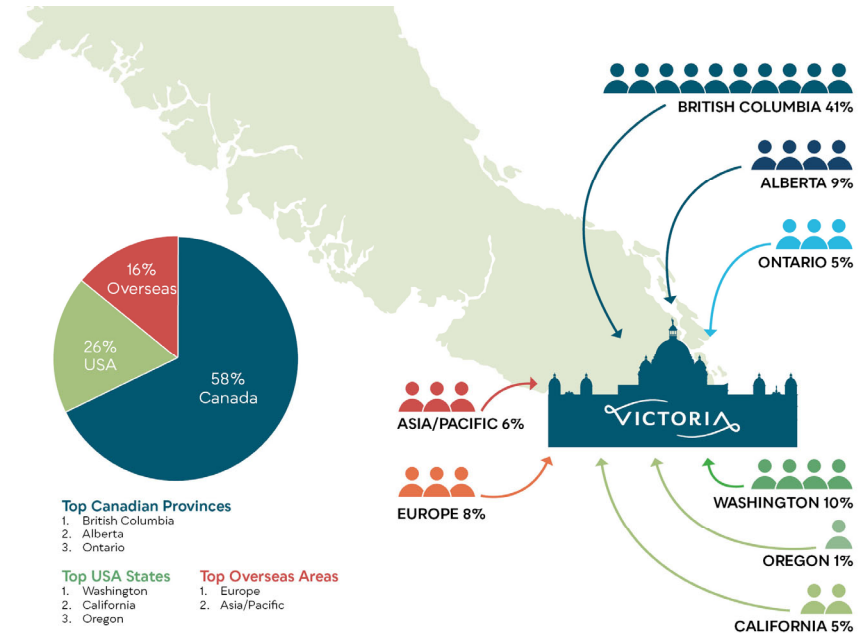 BRITISH COLUMBIA 41%
ALBERTA 9%
ONTARIO 5%
16%
Overseas
26%
USA
58%
Canada
VICTORIA
ASIA/PACIFIC 6%
EUROPE 8%
WASHINGTON 10%
OREGON 1%
CALIFORNIA 5%
Top Canadian Provinces
1. British Columbia
2. Alberta
3. Ontario
Top USA States
1. Washington
2. California
3. Oregon
Top Overseas Areas
1. Europe
2. Asia/Pacific